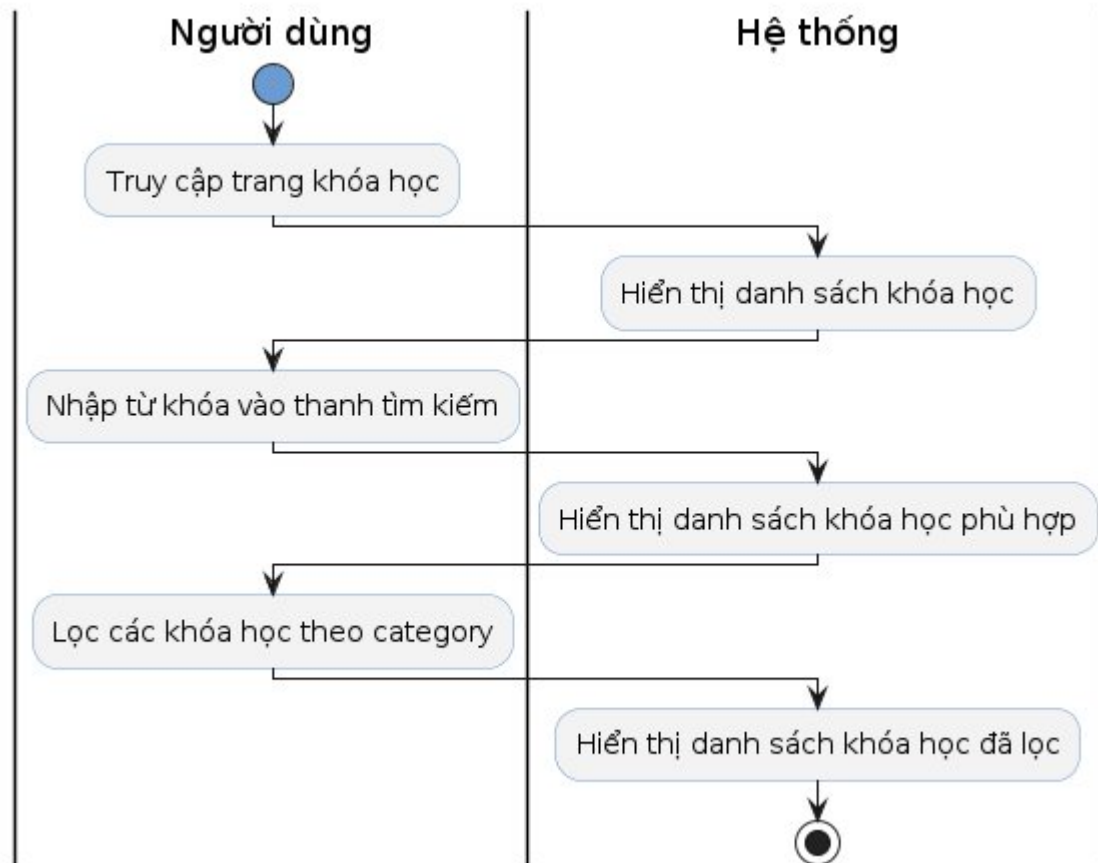 Người dùng
Hệ thống
Truy cập trang khóa học
Hiển thị danh sách khóa học
Nhập từ khóa vào thanh tìm kiếm
Hiển thị danh sách khóa học phù hợp
Lọc các khóa học theo category
Hiển thị danh sách khóa học đã lọc